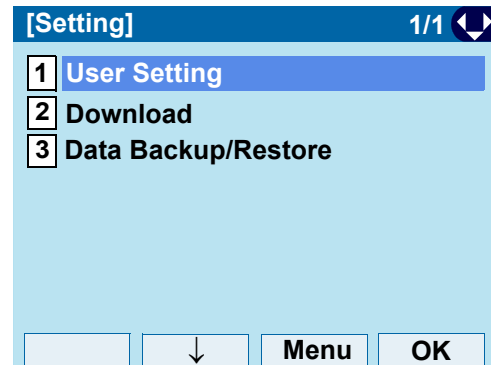 [Setting] 1/1
1 User Setting
2 Download
3 Data Backup/Restore
↓ Menu OK